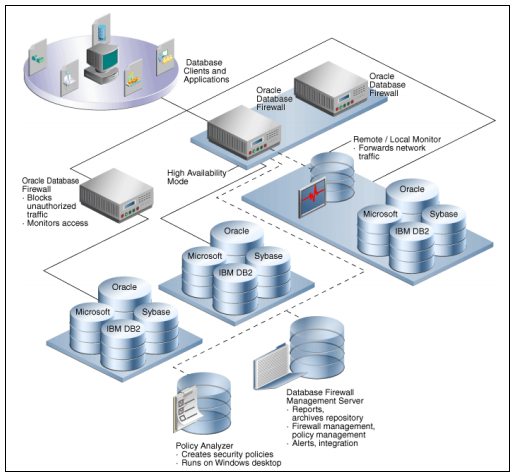 Database
Clients and
Applications
Oracle
Database
Firewall
Oracle
Database
Firewall
Remote / Local Monitor
· Forwards network
traffic
High Availability
Mode
Oracle Database
Firewall
· Blocks
unauthorized
traffic
· Monitors access
Oracle
Microsoft
Sybase
IBM DB2
Oracle
Microsoft
Sybase
IBM DB2
Oracle
Microsoft
Sybase
IBM DB2
Database Firewall
Management Server
· Reports,
archives repository
· Firewall management,
policy management
· Alerts, integration
Policy Analyzer
· Creates security policies
· Runs on Windows desktop